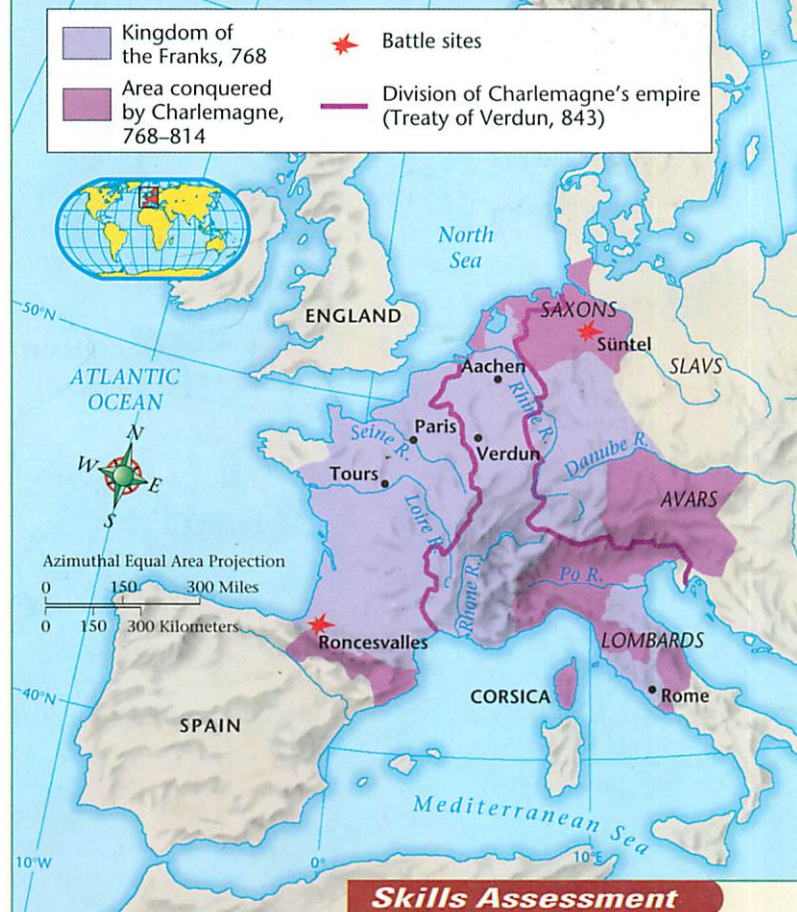 Kingdom of
the Franks, 768
Area conquered
by Charlemagne,
768–814
Battle sites
Division of Charlemagne's empire
(Treaty of Verdun, 843)
North
Sea
50°N
ENGLAND
SAXONS
Süntel
SLAVS
ATLANTIC
OCEAN
Aachen
Rhine R.
N
W
E
S
Seine R.
Paris
Verdun
Danube R.
Tours
Loire R.
AVARS
Azimuthal Equal Area Projection
0 150 300 Miles
0 150 300 Kilometers
Rhone R.
Po R.
Roncesvalles
LOMBARDS
40°N
CORSICA
Rome
SPAIN
Mediterranean Sea
10°W
0°
10°E
Skills Assessment